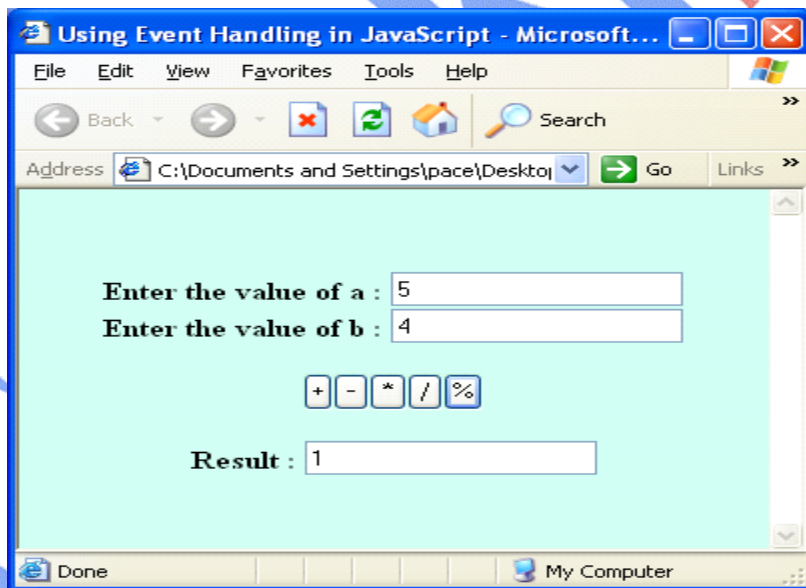 Using Event Handling in JavaScript - Microsoft...
File Edit View Favorites Tools Help
Back Search »
Address C:\Documents and Settings\pace\Desktop Go Links »
Enter the value of a : 5
Enter the value of b : 4
+ - * / %
Result : 1
Done My Computer